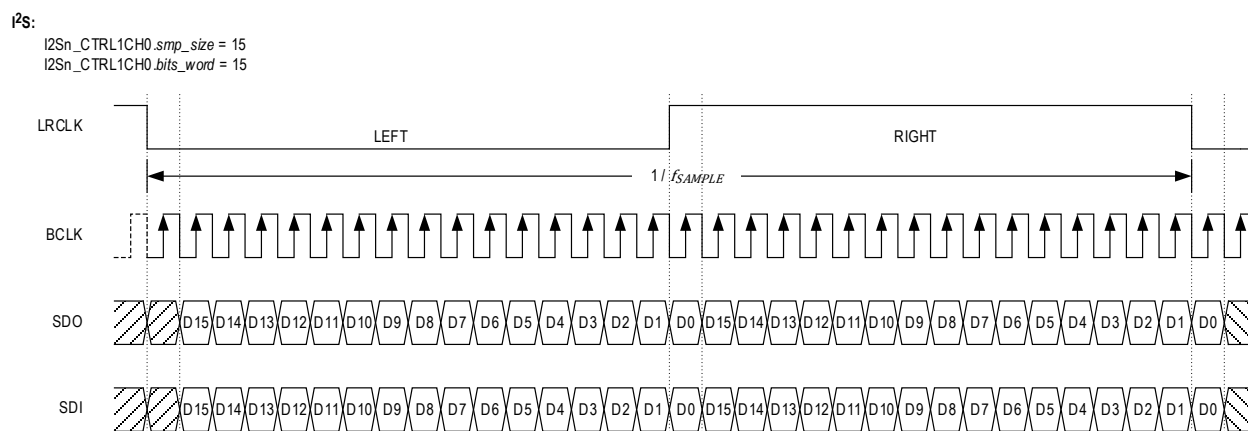 I²S:
I2Sn_CTRL1CH0.smp_size = 15
I2Sn_CTRL1CH0.bits_word = 15
LRCLK LEFT RIGHT
1 / fSAMPLE
BCLK
SDO D15 D14 D13 D12 D11 D10 D9 D8 D7 D6 D5 D4 D3 D2 D1 D0 D15 D14 D13 D12 D11 D10 D9 D8 D7 D6 D5 D4 D3 D2 D1 D0
SDI D15 D14 D13 D12 D11 D10 D9 D8 D7 D6 D5 D4 D3 D2 D1 D0 D15 D14 D13 D12 D11 D10 D9 D8 D7 D6 D5 D4 D3 D2 D1 D0